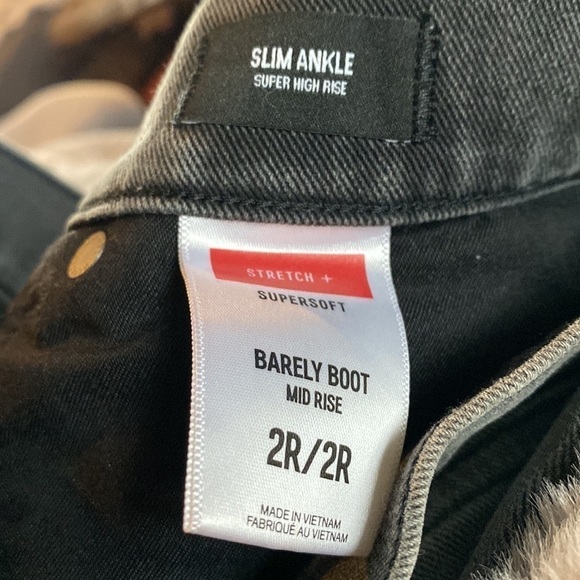 SLIM ANKLE
SUPER HIGH RISE
STRETCH +
SUPERSOFT
BARELY BOOT
MID RISE
2R/2R
MADE IN VIETNAM
FABRIQUÉ AU VIETNAM